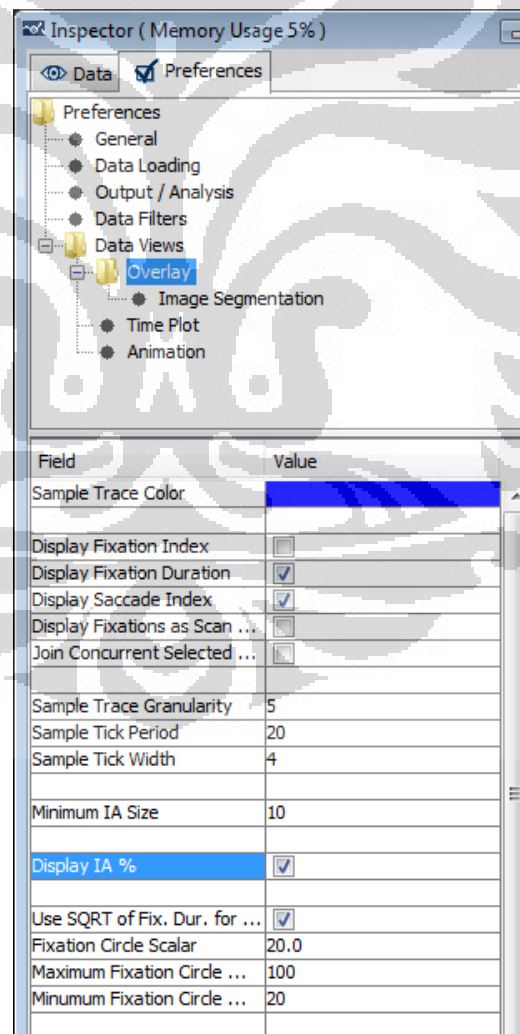 Inspector ( Memory Usage 5% )
Data Preferences
Preferences
General
Data Loading
Output / Analysis
Data Filters
Data Views
Overlay
Image Segmentation
Time Plot
Animation
Field Value
Sample Trace Color
Display Fixation Index
Display Fixation Duration
Display Saccade Index
Display Fixations as Scan ...
Join Concurrent Selected ...
Sample Trace Granularity 5
Sample Tick Period 20
Sample Tick Width 4
Minimum IA Size 10
Display IA %
Use SQRT of Fix. Dur. for ...
Fixation Circle Scalar 20.0
Maximum Fixation Circle ... 100
Minumum Fixation Circle ... 20